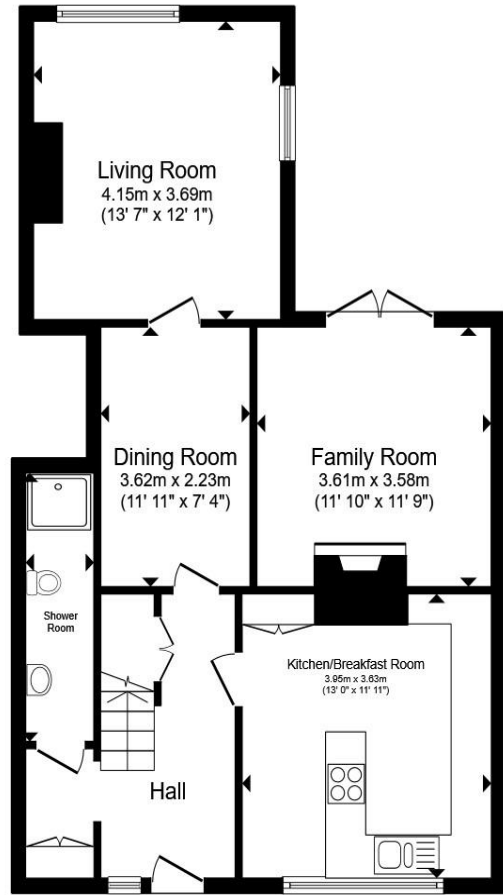 Living Room
4.15m x 3.69m
(13' 7" x 12' 1")
Dining Room
3.62m x 2.23m
(11' 11" x 7' 4")
Family Room
3.61m x 3.58m
(11' 10" x 11' 9")
Shower
Room
Kitchen/Breakfast Room
3.95m x 3.63m
(13' 0" x 11' 11")
Hall